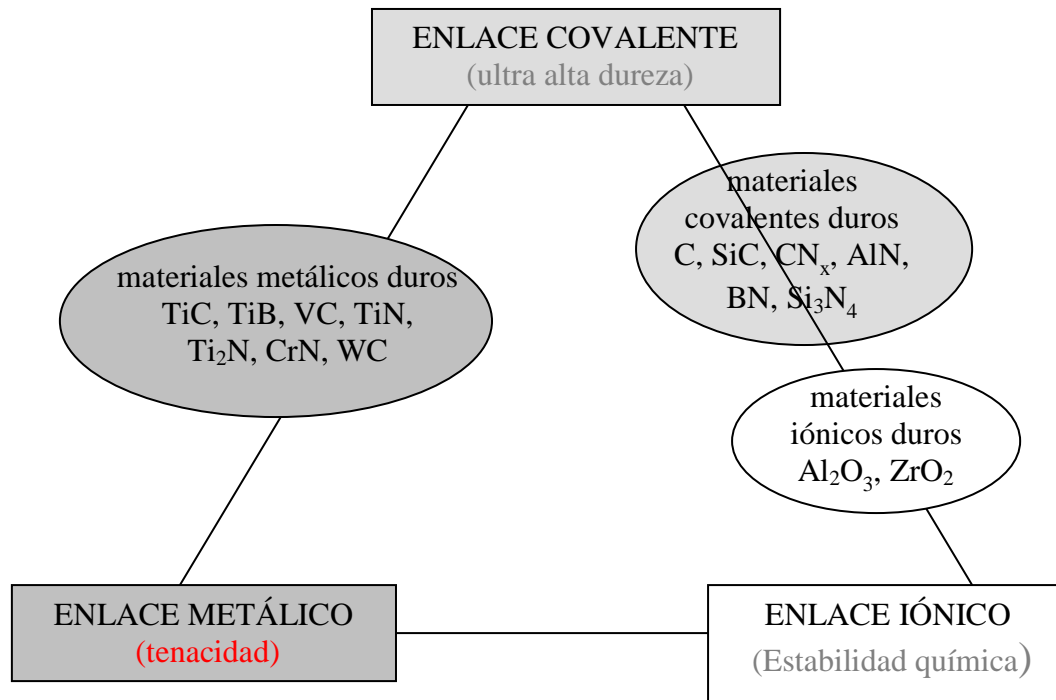 ENLACE COVALENTE
(ultra alta dureza)
materiales
covalentes duros
C, SiC, CNₓ, AlN,
BN, Si₃N₄
materiales metálicos duros
TiC, TiB, VC, TiN,
Ti₂N, CrN, WC
materiales
iónicos duros
Al₂O₃, ZrO₂
ENLACE METÁLICO
(tenacidad)
ENLACE IÓNICO
(Estabilidad química)